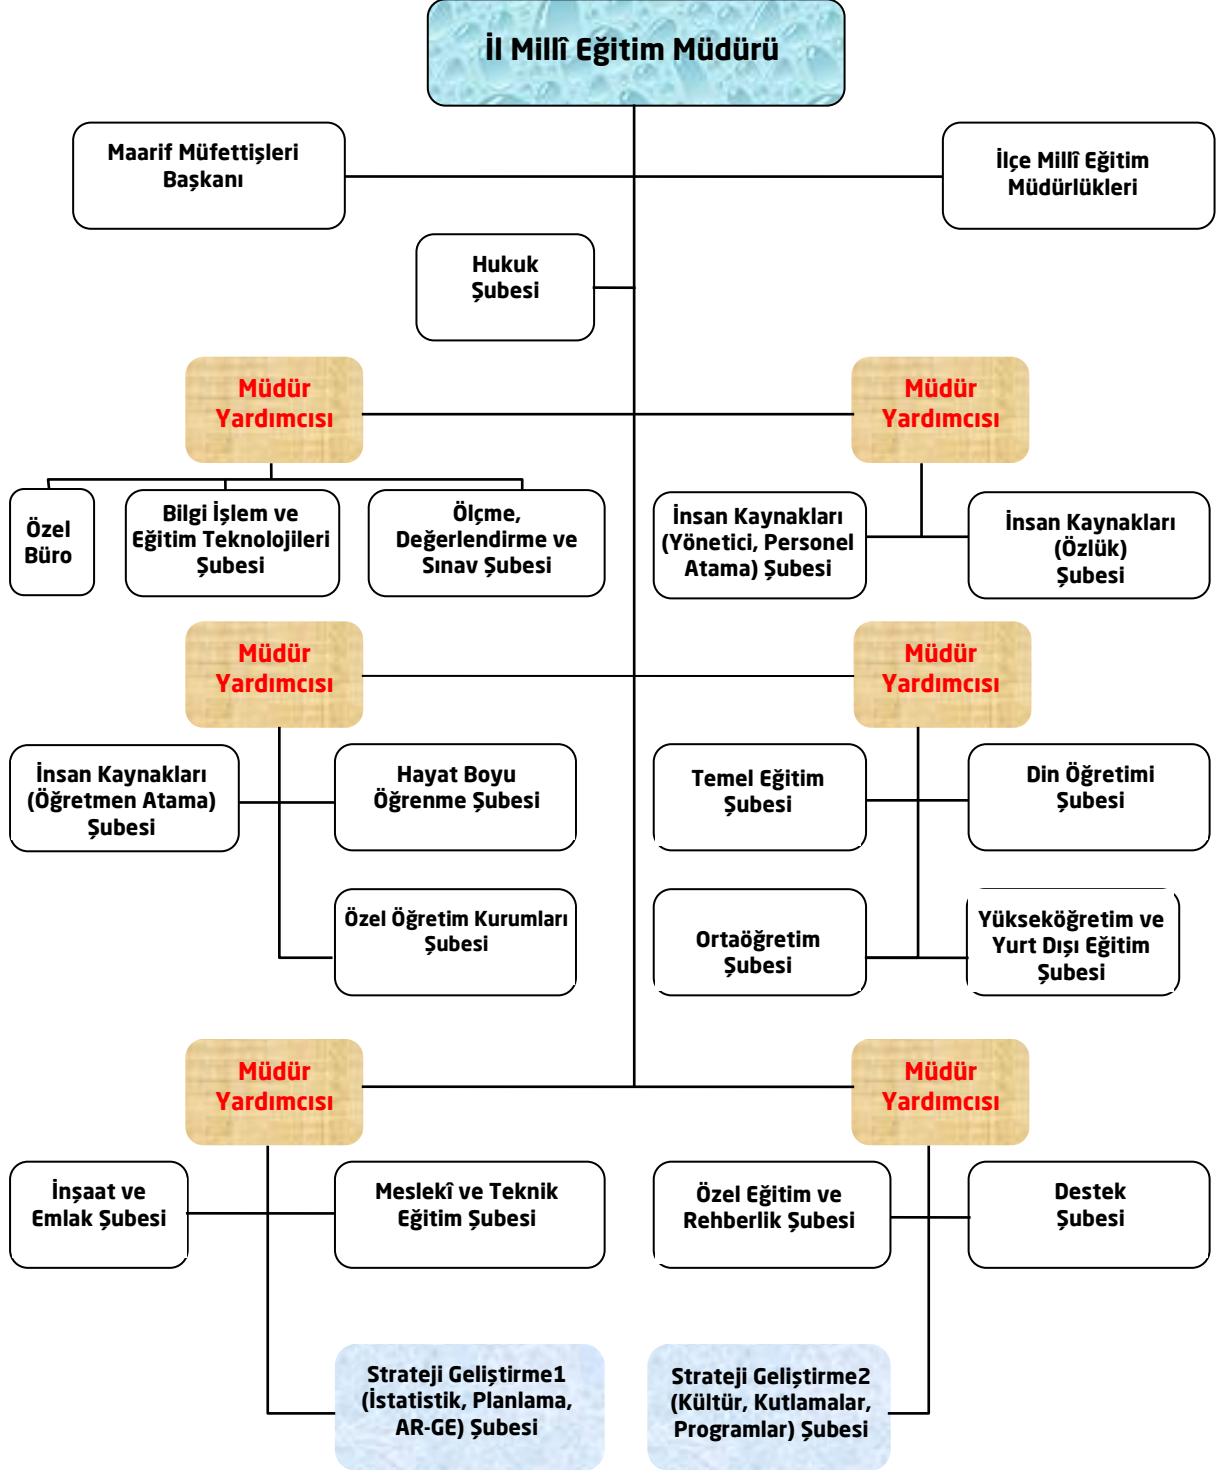 İl Millî Eğitim Müdürü
Maarif Müfettişleri
Başkanı
İlçe Millî Eğitim
Müdürlükleri
Hukuk
Şubesi
Müdür
Yardımcısı
Müdür
Yardımcısı
Özel
Büro
Bilgi İşlem ve
Eğitim Teknolojileri
Şubesi
Ölçme,
Değerlendirme ve
Sınav Şubesi
İnsan Kaynakları
(Yönetici, Personel
Atama) Şubesi
İnsan Kaynakları
(Özlük)
Şubesi
Müdür
Yardımcısı
Müdür
Yardımcısı
İnsan Kaynakları
(Öğretmen Atama)
Şubesi
Hayat Boyu
Öğrenme Şubesi
Temel Eğitim
Şubesi
Din Öğretimi
Şubesi
Özel Öğretim Kurumları
Şubesi
Ortaöğretim
Şubesi
Yükseköğretim ve
Yurt Dışı Eğitim
Şubesi
Müdür
Yardımcısı
Müdür
Yardımcısı
İnşaat ve
Emlak Şubesi
Meslekî ve Teknik
Eğitim Şubesi
Özel Eğitim ve
Rehberlik Şubesi
Destek
Şubesi
Strateji Geliştirme1
(İstatistik, Planlama,
AR-GE) Şubesi
Strateji Geliştirme2
(Kültür, Kutlamalar,
Programlar) Şubesi